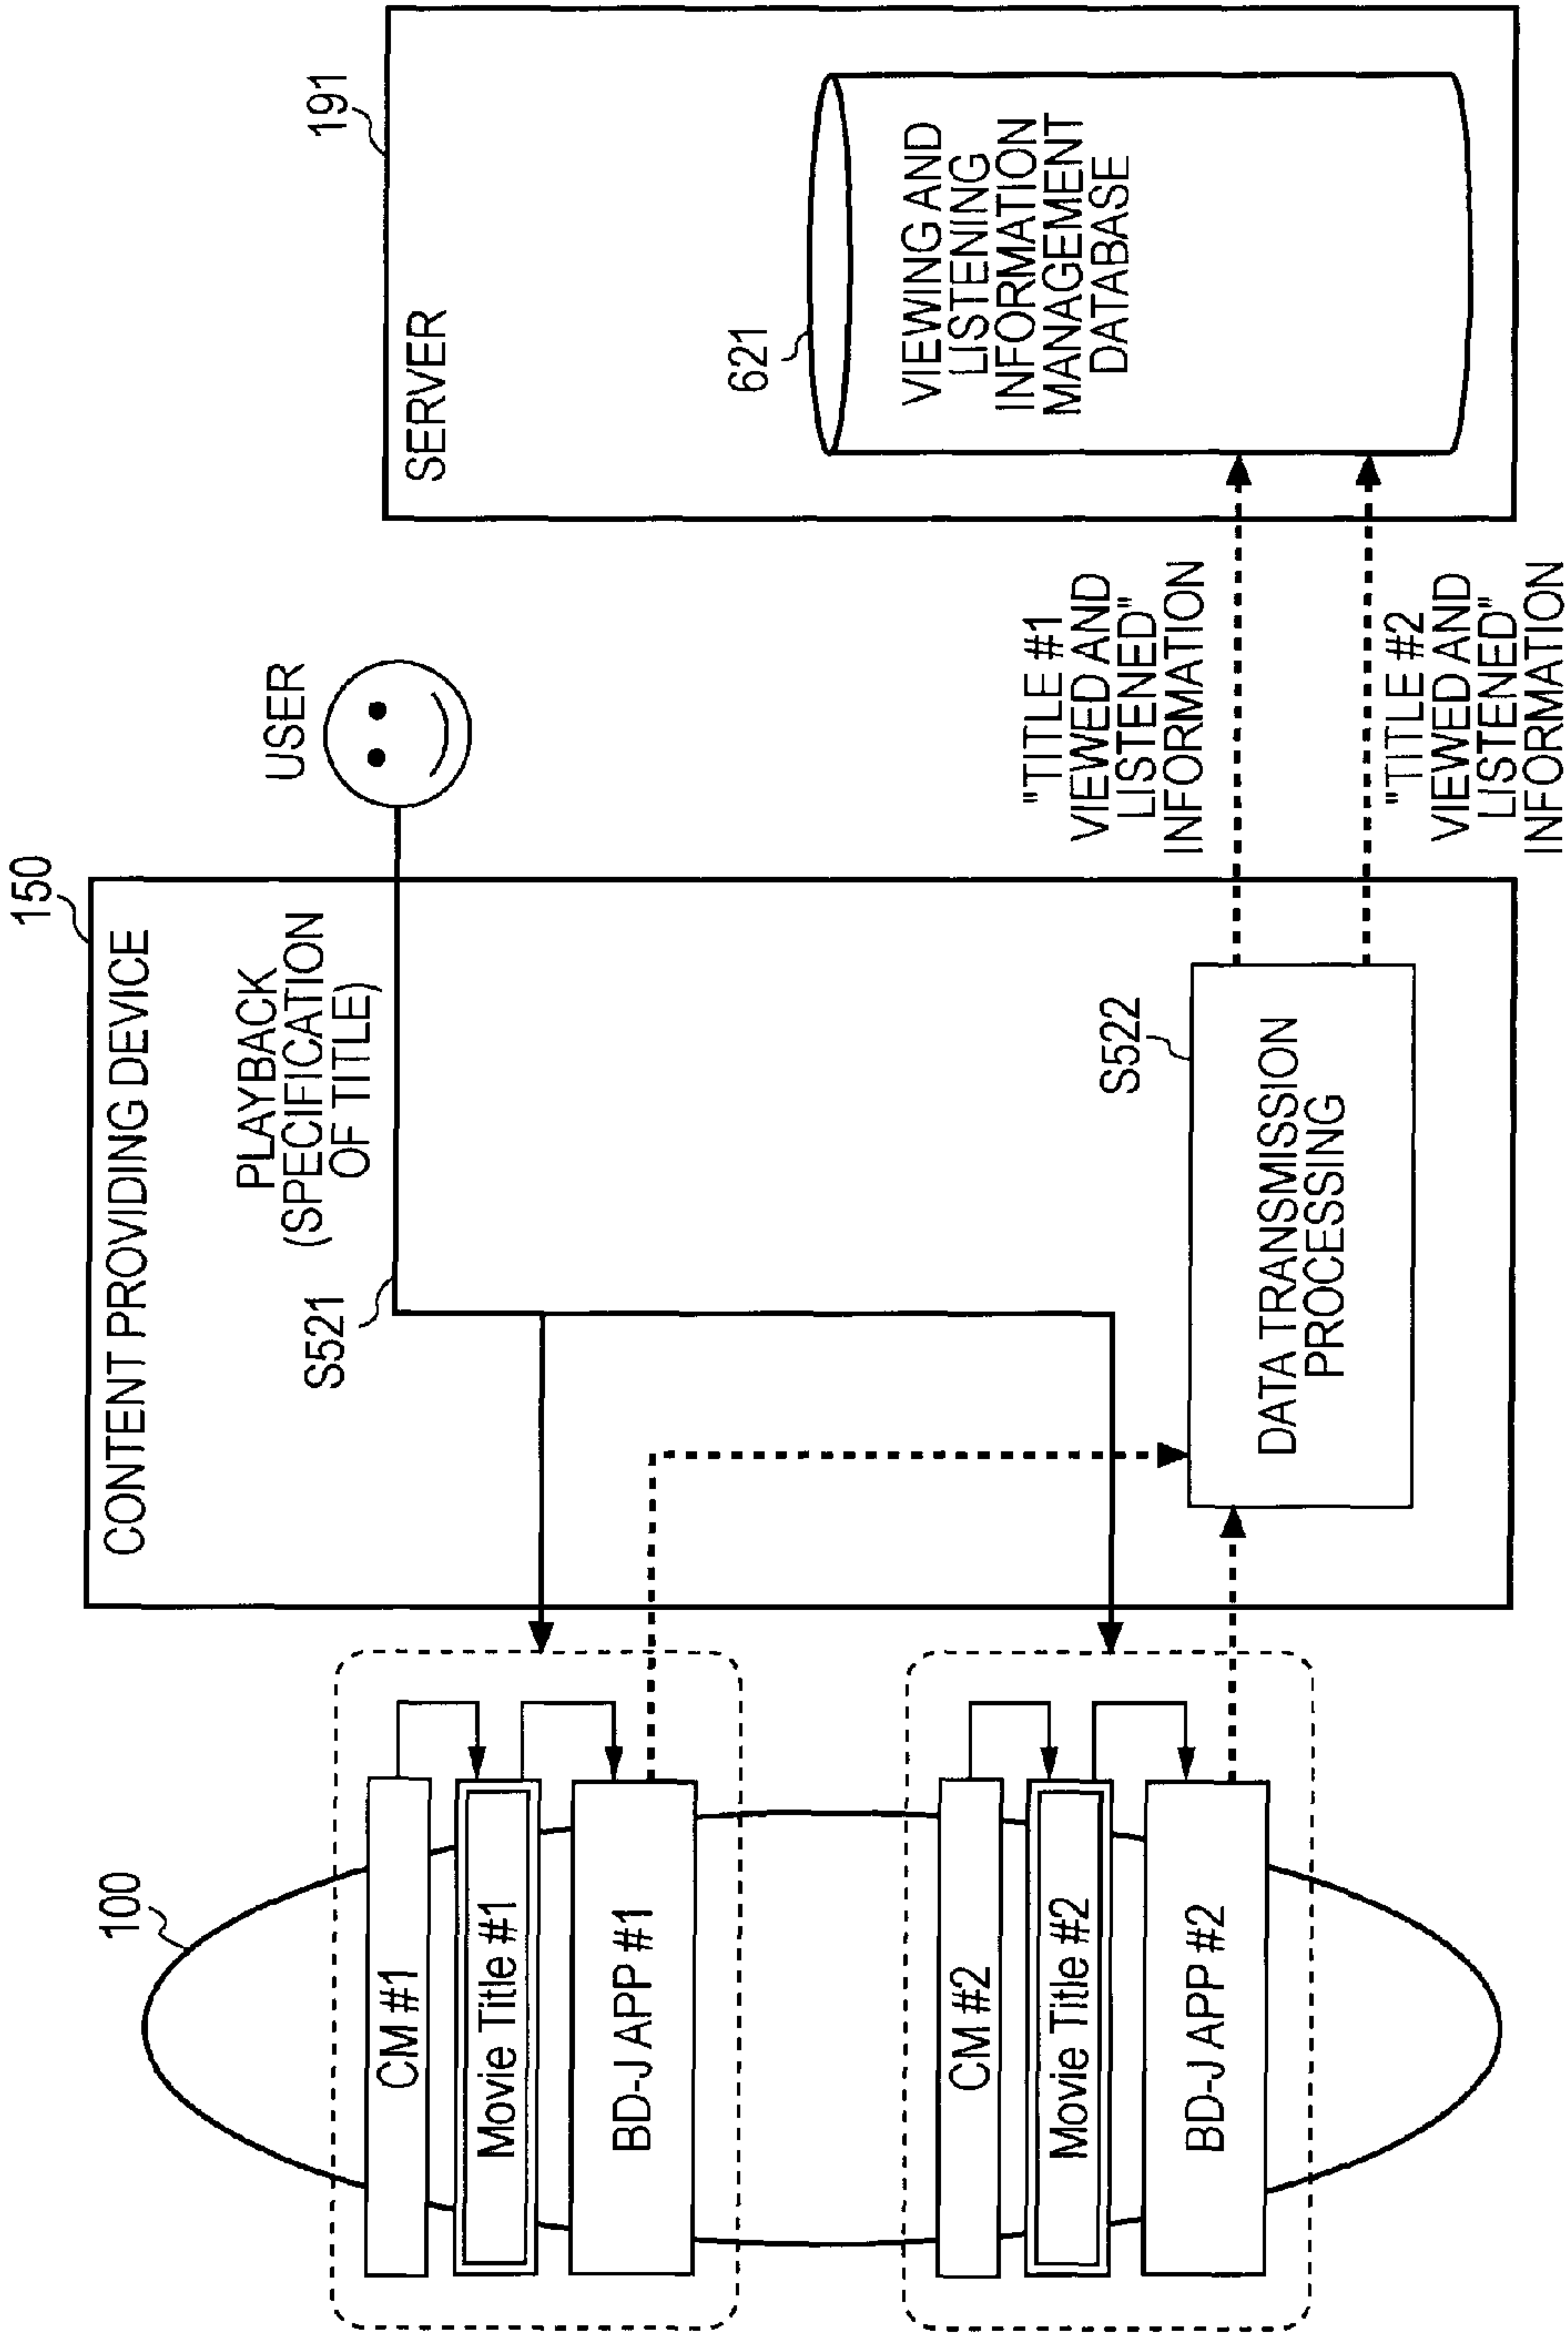 100
CM #1
Movie Title #1
BD-J APP #1
CM #2
Movie Title #2
BD-J APP #2
150
CONTENT PROVIDING DEVICE
PLAYBACK
(SPECIFICATION
OF TITLE)
S521
S522
DATA TRANSMISSION
PROCESSING
USER
"TITLE #1
VIEWED AND
LISTENED"
INFORMATION
"TITLE #2
VIEWED AND
LISTENED"
INFORMATION
191
SERVER
621
VIEWING AND
LISTENING
INFORMATION
MANAGEMENT
DATABASE